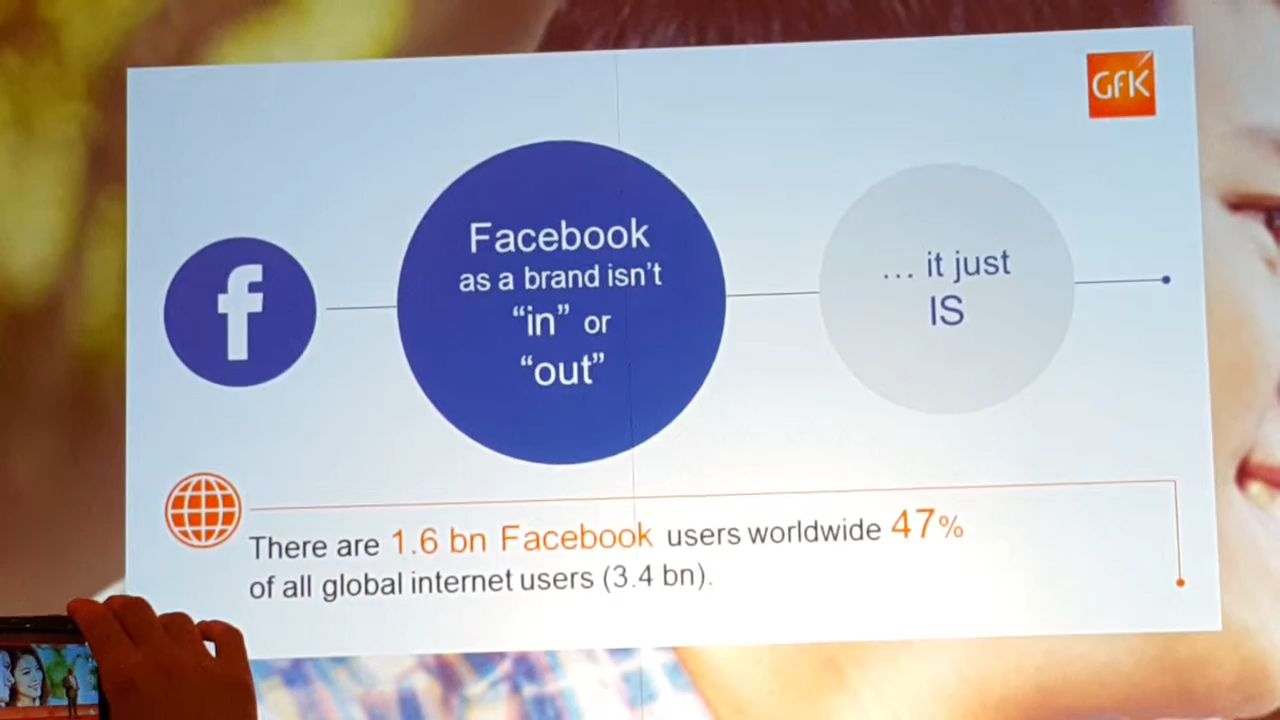 GfK
f
Facebook
as a brand isn’t
“in” or
“out”
... it just
IS
There are 1.6 bn Facebook users worldwide 47%
of all global internet users (3.4 bn).